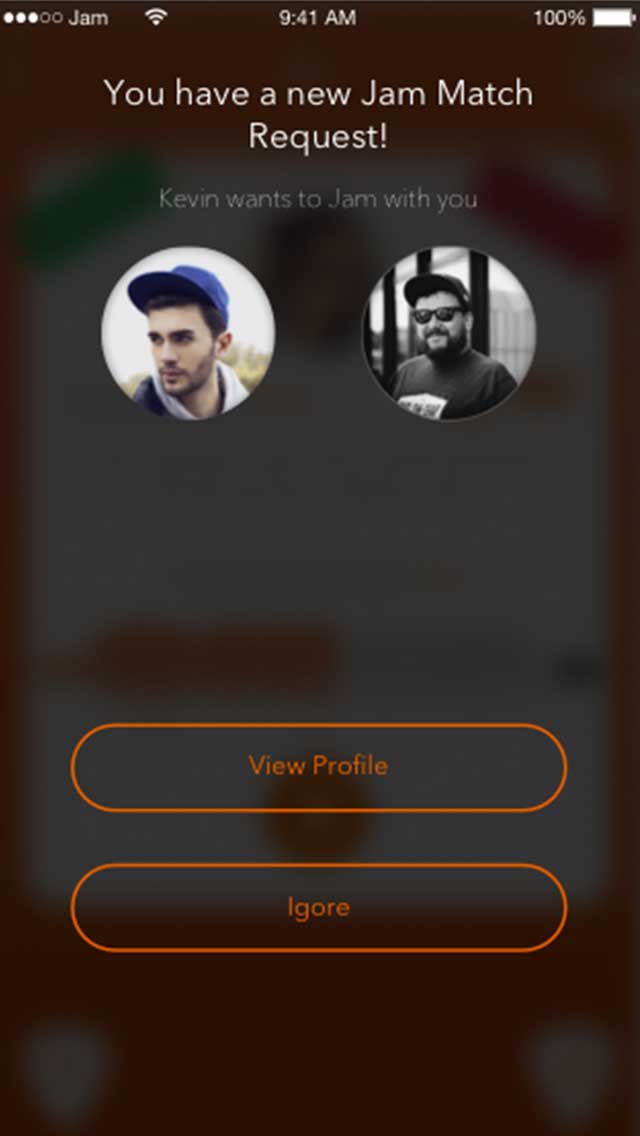 Jam 9:41 AM 100%
You have a new Jam Match
Request!
Kevin wants to Jam with you
View Profile
Igore